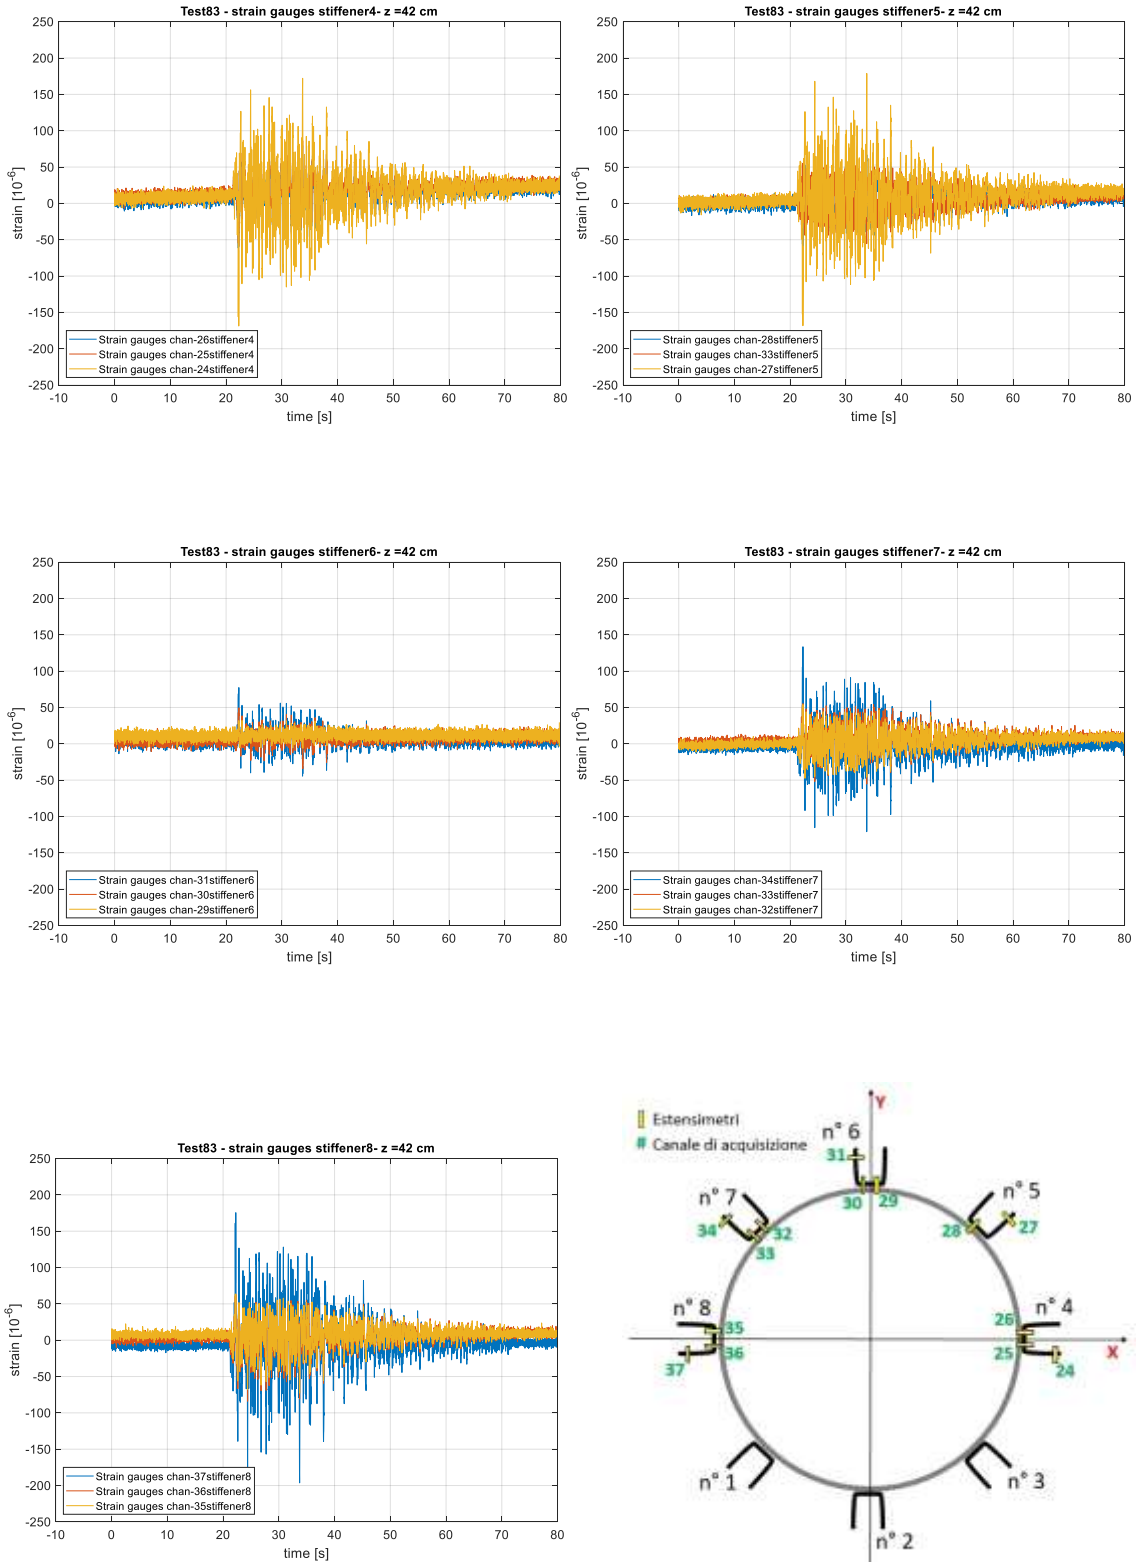 Test83 - strain gauges stiffener4- z =42 cm
250
200
150
100
50
0
-50
-100
-150
-200
-250
strain [10-6]
Strain gauges chan-26stiffener4
Strain gauges chan-25stiffener4
Strain gauges chan-24stiffener4
-10 0 10 20 30 40 50 60 70 80
time [s]
Test83 - strain gauges stiffener5- z =42 cm
250
200
150
100
50
0
-50
-100
-150
-200
-250
strain [10-6]
Strain gauges chan-28stiffener5
Strain gauges chan-33stiffener5
Strain gauges chan-27stiffener5
-10 0 10 20 30 40 50 60 70 80
time [s]
Test83 - strain gauges stiffener6- z =42 cm
250
200
150
100
50
0
-50
-100
-150
-200
-250
strain [10-6]
Strain gauges chan-31stiffener6
Strain gauges chan-30stiffener6
Strain gauges chan-29stiffener6
-10 0 10 20 30 40 50 60 70 80
time [s]
Test83 - strain gauges stiffener7- z =42 cm
250
200
150
100
50
0
-50
-100
-150
-200
-250
strain [10-6]
Strain gauges chan-34stiffener7
Strain gauges chan-33stiffener7
Strain gauges chan-32stiffener7
-10 0 10 20 30 40 50 60 70 80
time [s]
Test83 - strain gauges stiffener8- z =42 cm
250
200
150
100
50
0
-50
-100
-150
-200
-250
strain [10-6]
Strain gauges chan-37stiffener8
Strain gauges chan-36stiffener8
Strain gauges chan-35stiffener8
-10 0 10 20 30 40 50 60 70 80
time [s]
Y
Estensimetri
# Canale di acquisizione
n° 6
31
30 29
n° 7
n° 5
34 32
33
28 27
n° 8
n° 4
35
36
37
26
25
24
X
n° 1
n° 3
n° 2